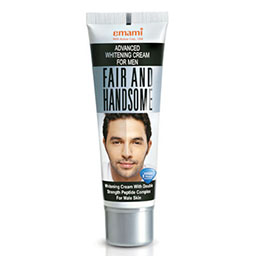 emami
ADVANCED
WHITENING CREAM
FOR MEN
FAIR AND
HANDSOME
Whitening Cream With Double
Strength Peptide Complex
For Male Skin